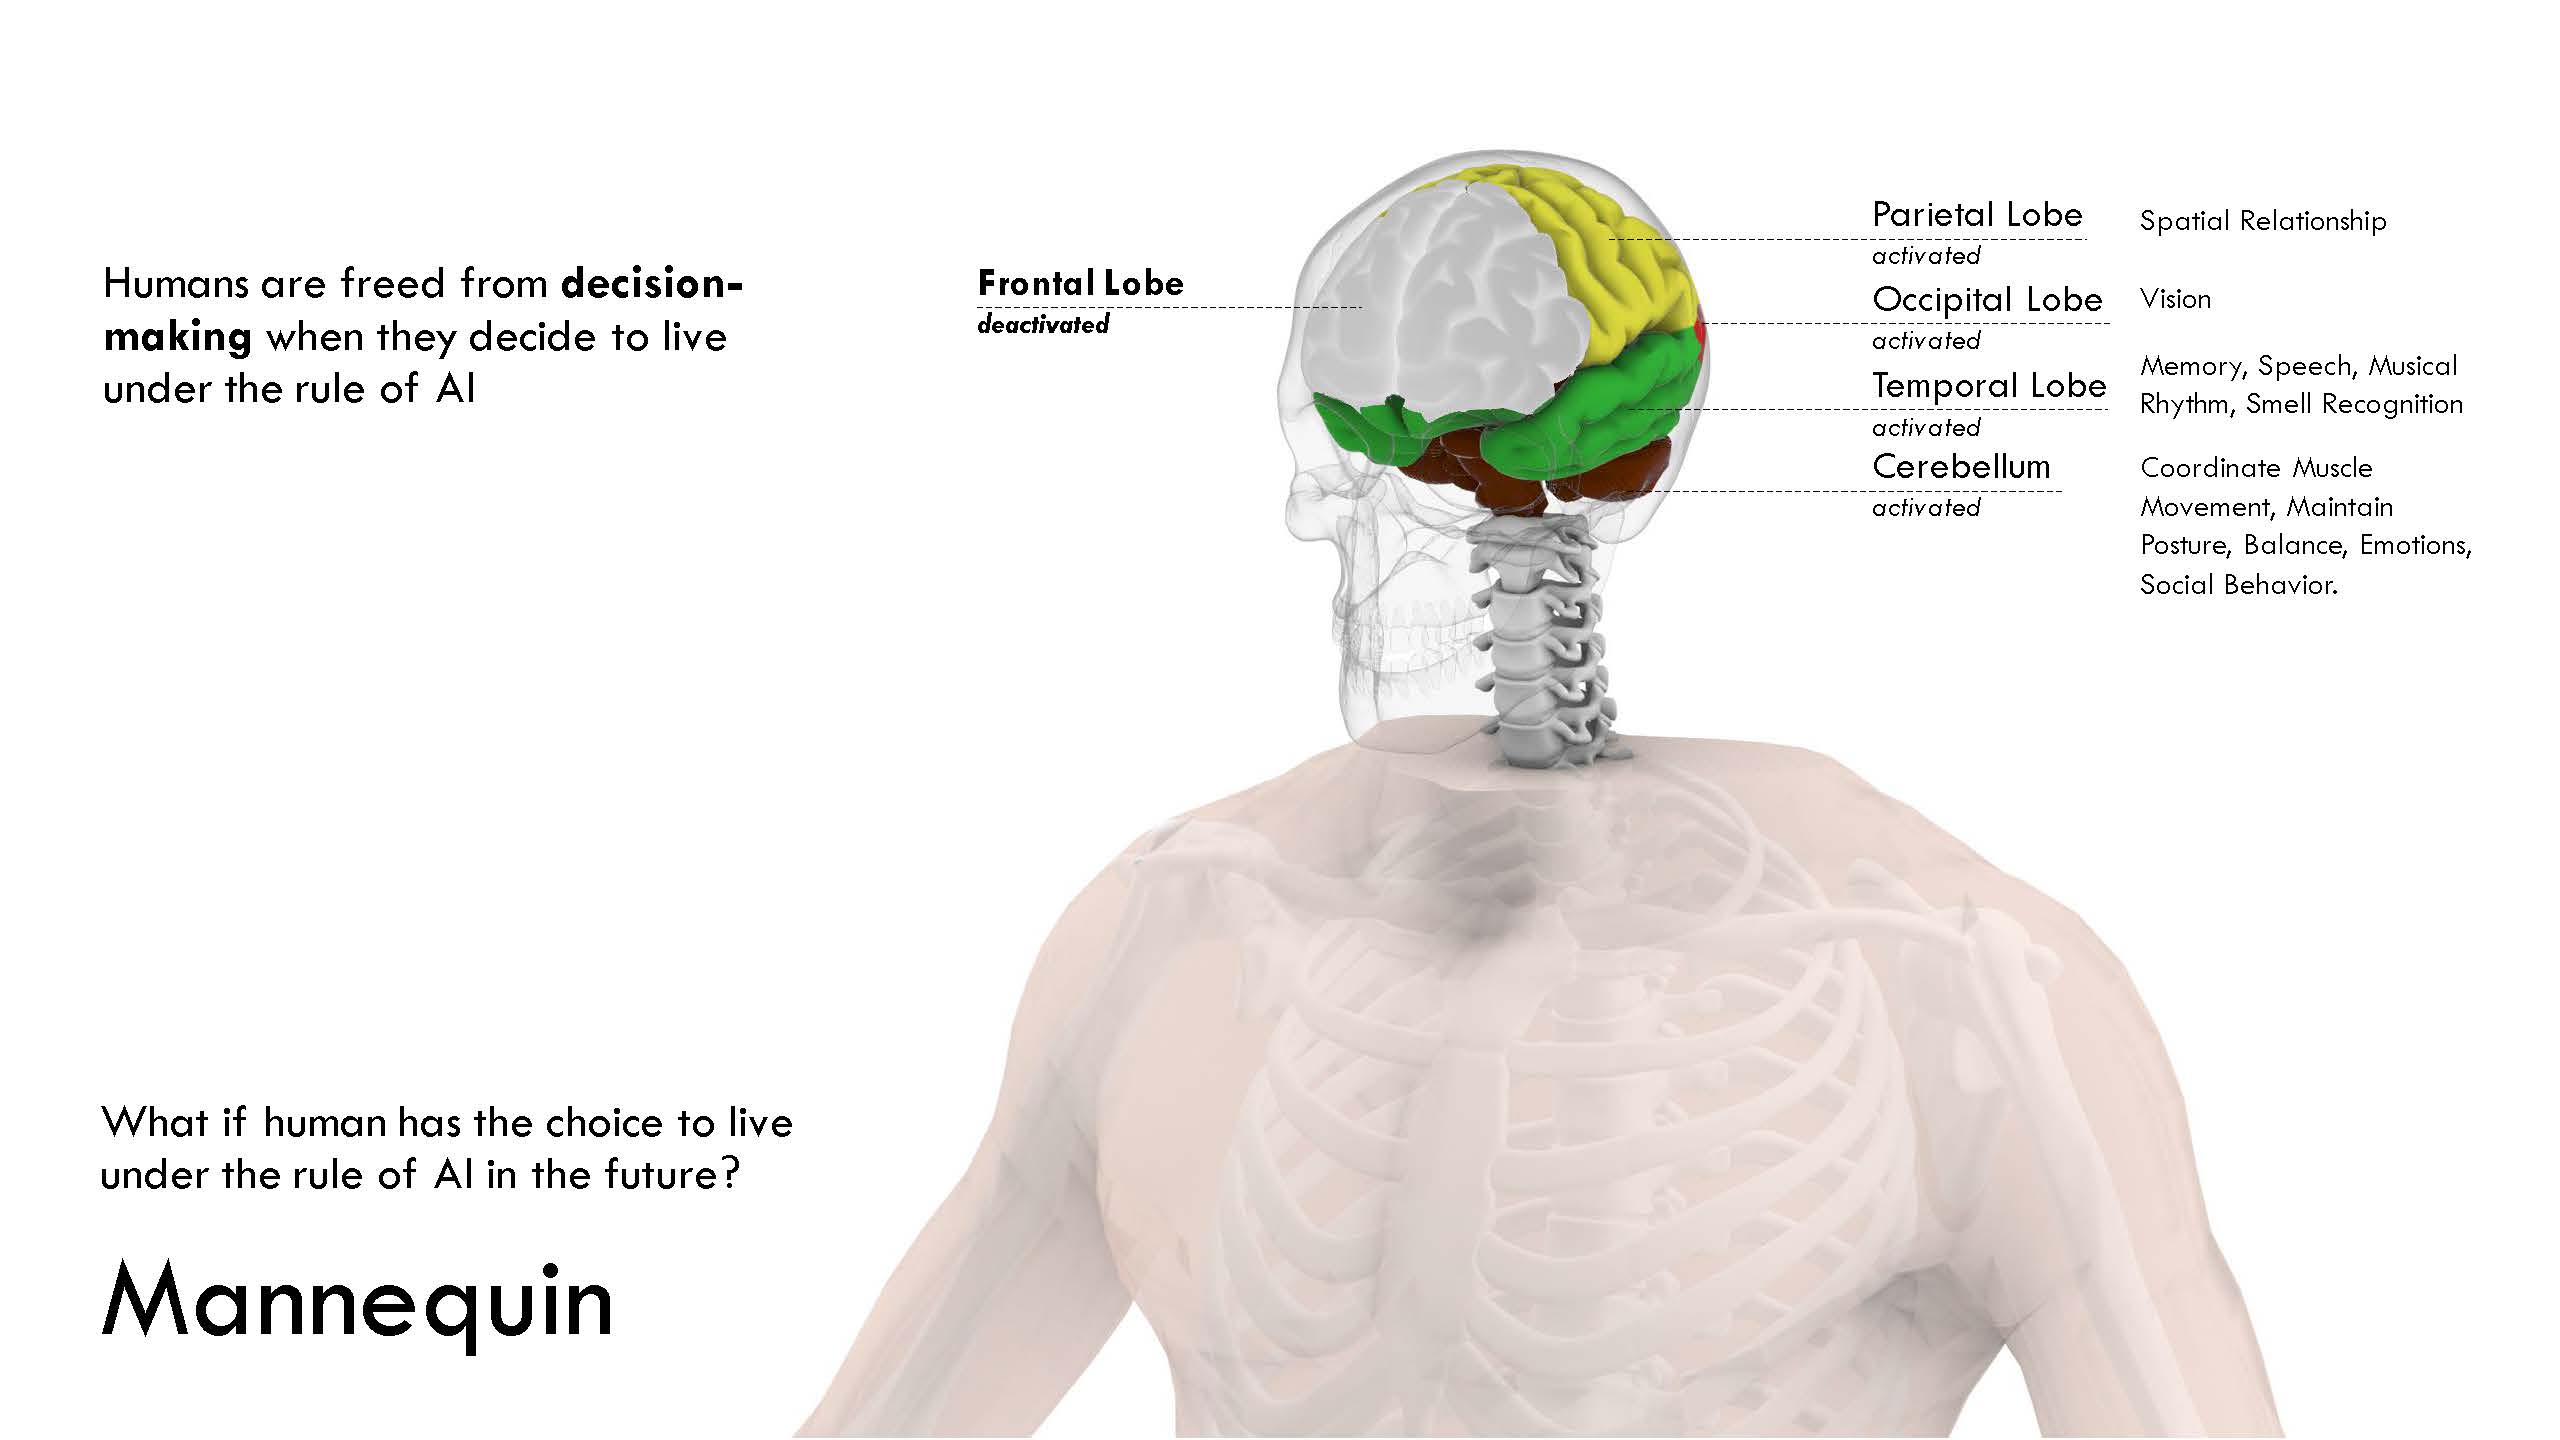 Humans are freed from decision-
making when they decide to live
under the rule of AI
Frontal Lobe
deactivated
Parietal Lobe
activated
Spatial Relationship
Occipital Lobe
activated
Vision
Temporal Lobe
activated
Memory, Speech, Musical
Rhythm, Smell Recognition
Cerebellum
activated
Coordinate Muscle
Movement, Maintain
Posture, Balance, Emotions,
Social Behavior.
What if human has the choice to live
under the rule of AI in the future?
Mannequin